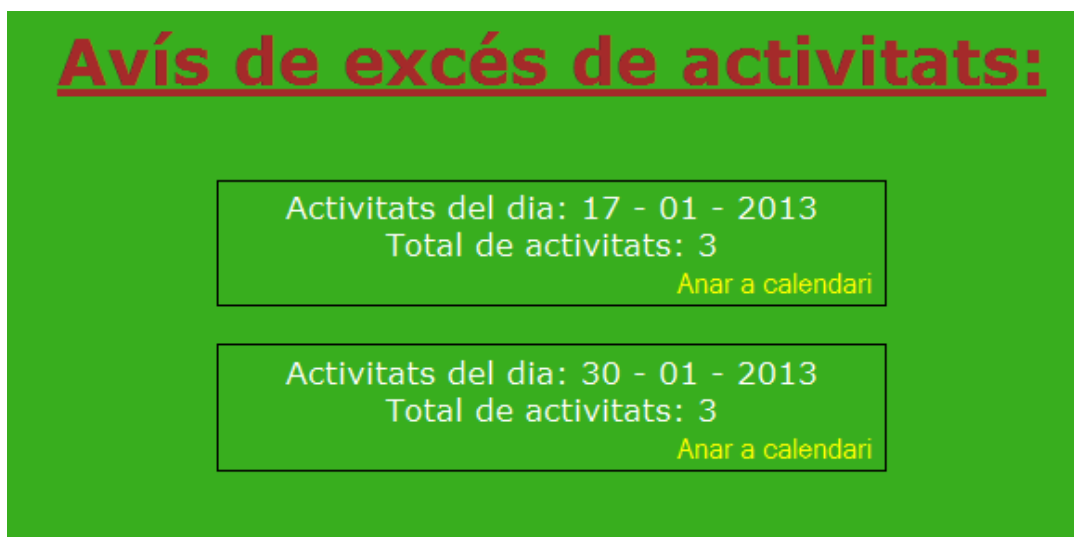 Avís de excés de activitats:
Activitats del dia: 17 - 01 - 2013
Total de activitats: 3
Anar a calendari
Activitats del dia: 30 - 01 - 2013
Total de activitats: 3
Anar a calendari